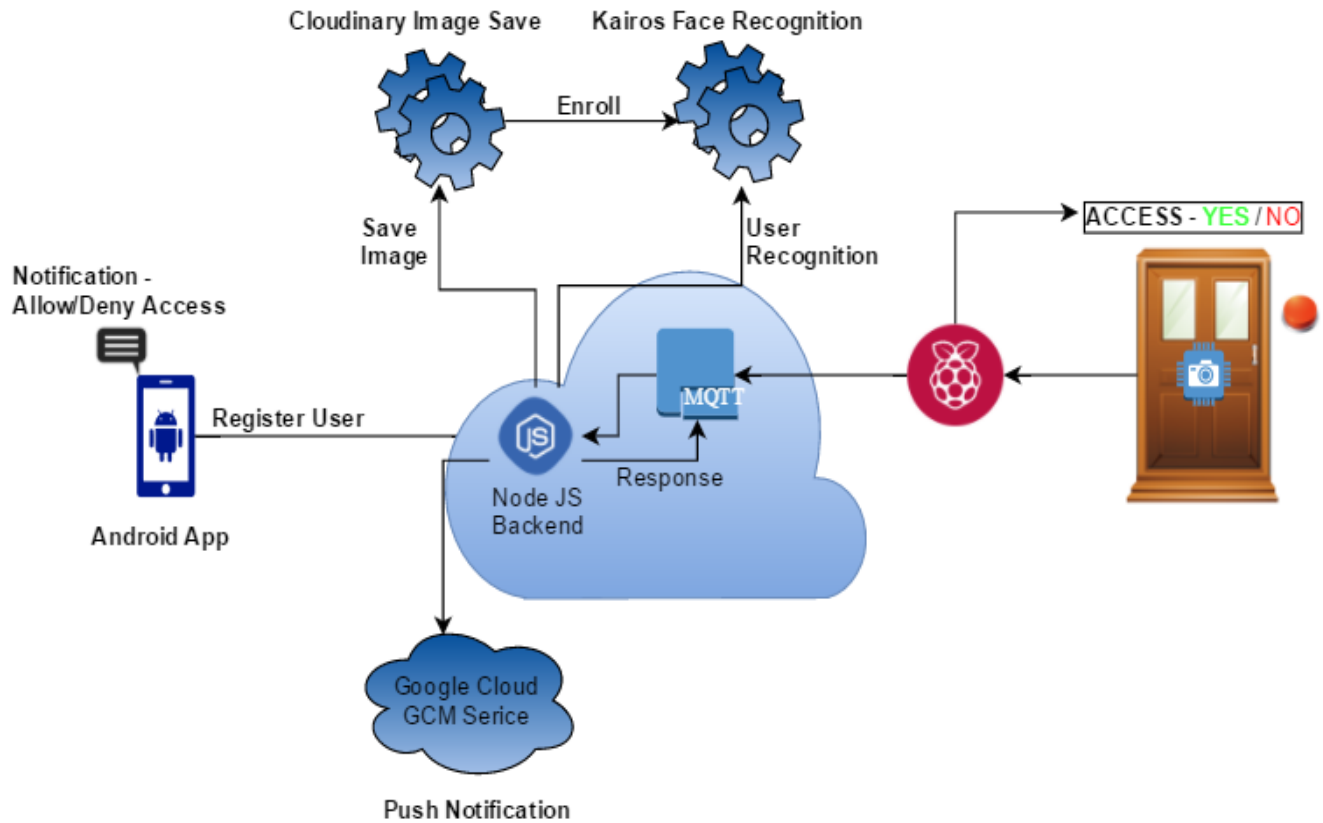 Cloudinary Image Save
Kairos Face Recognition
Enroll
Save
Image
User
Recognition
ACCESS - YES / NO
Notification -
Allow/Deny Access
MQTT
Register User
JS
Response
Node JS
Backend
Android App
Google Cloud
GCM Serice
Push Notification